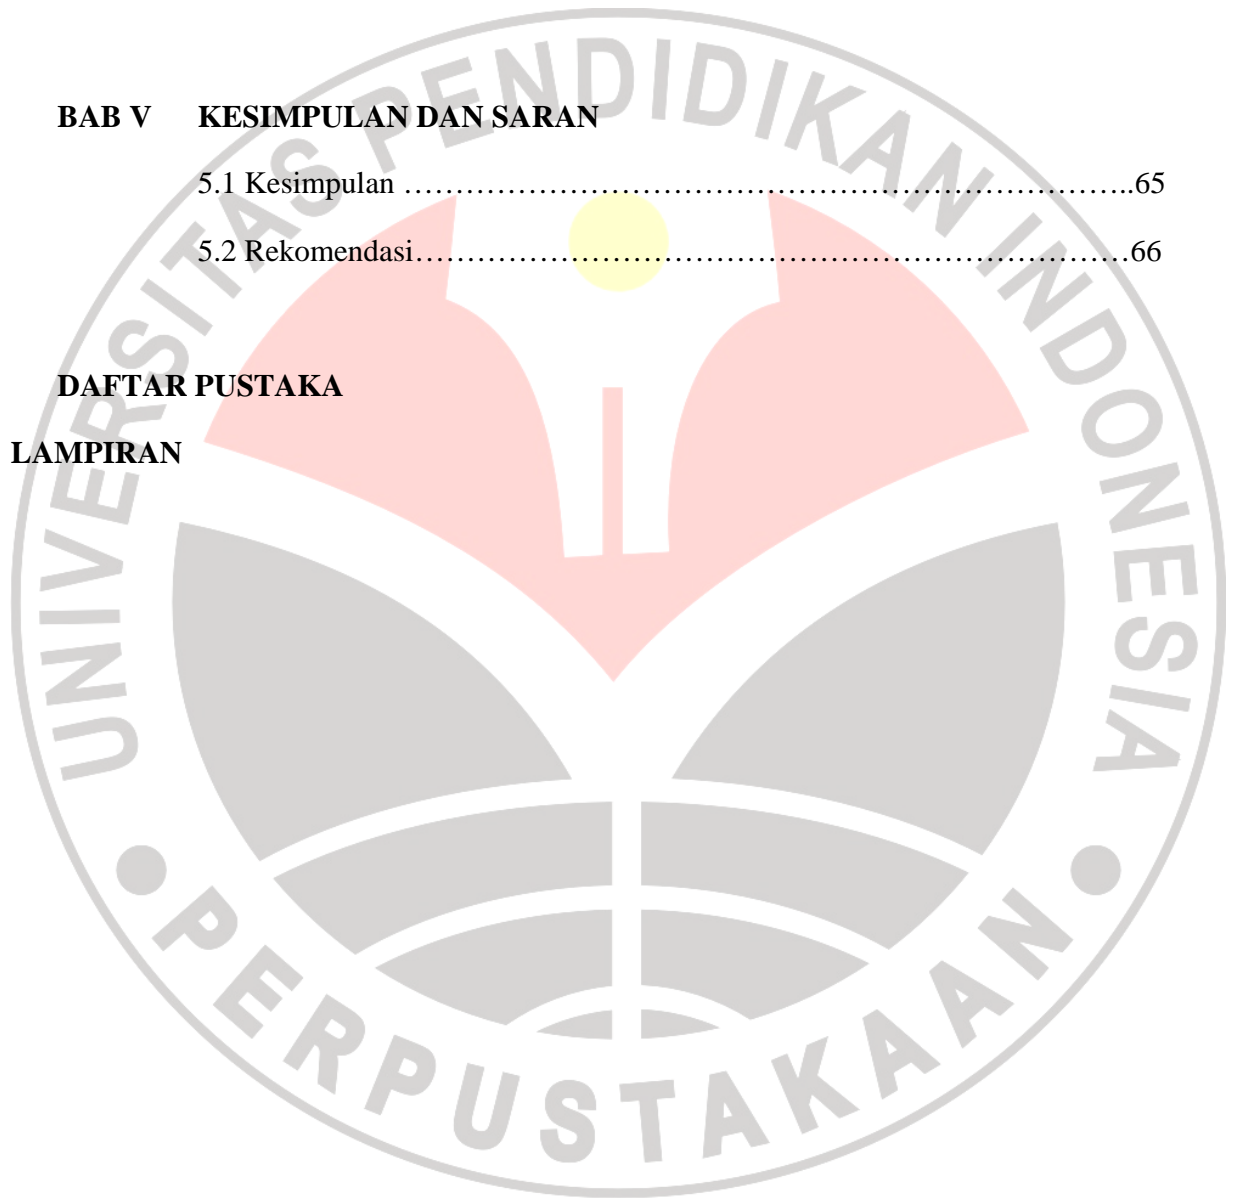 BAB V KESIMPULAN DAN SARAN
5.1 Kesimpulan ……………………………………………………………..65
5.2 Rekomendasi……………………………………………………………66
DAFTAR PUSTAKA
LAMPIRAN
UNIVERSITAS PENDIDIKAN INDONESIA
PERPUSTAKAAN